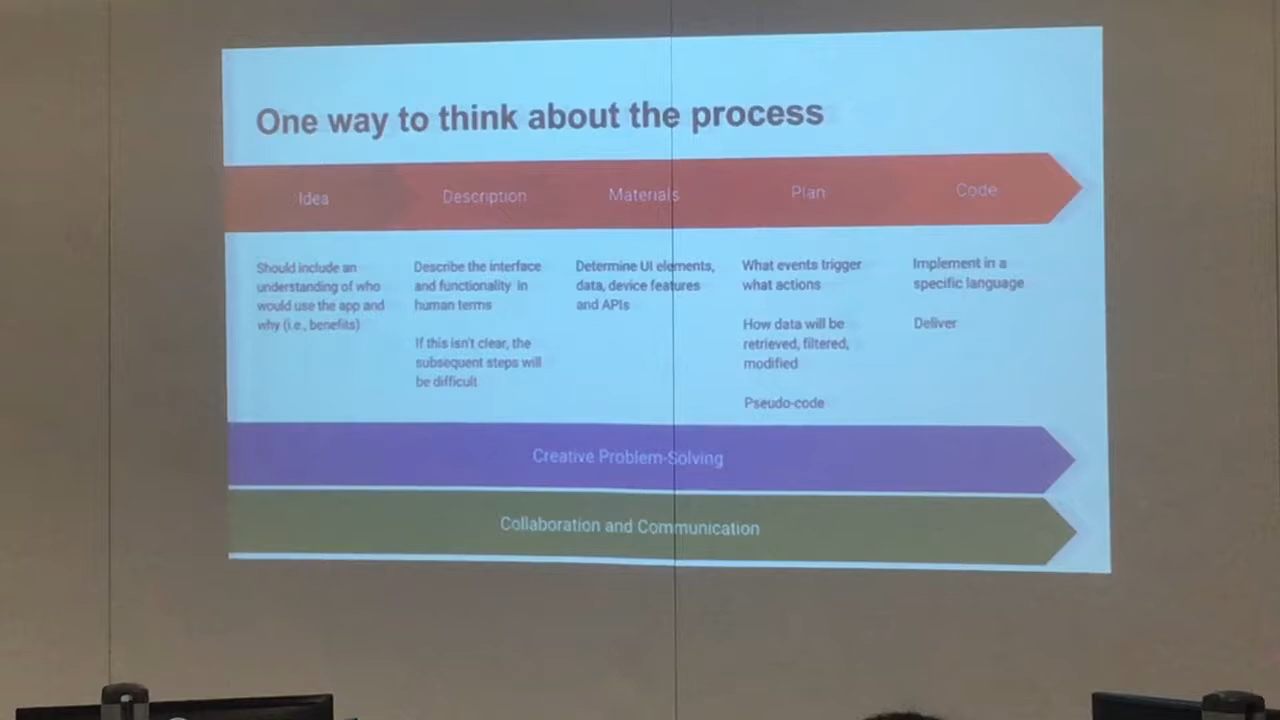 One way to think about the process
Idea
Description
Materials
Plan
Code
Should include an
understanding of who
would use the app and
why (i.e., benefits)
Describe the interface
and functionality in
human terms
If this isn't clear, the
subsequent steps will
be difficult
Determine UI elements,
data, device features
and APIs
What events trigger
what actions
How data will be
retrieved, filtered,
modified
Pseudo-code
Implement in a
specific language
Deliver
Creative Problem-Solving
Collaboration and Communication